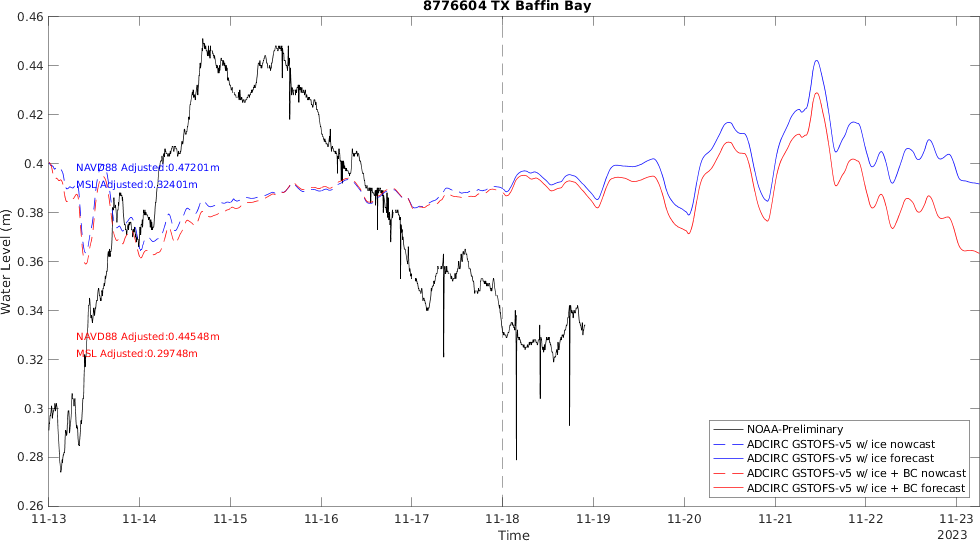 8776604 TX Baffin Bay
0.46
0.44
0.42
0.4
0.38
0.36
0.34
0.32
0.3
0.28
0.26
Water Level (m)
NAVD88 Adjusted:0.47201m
MSL Adjusted:0.32401m
NAVD88 Adjusted:0.44548m
MSL Adjusted:0.29748m
NOAA-Preliminary
ADCIRC GSTOFS-v5 w/ ice nowcast
ADCIRC GSTOFS-v5 w/ ice forecast
ADCIRC GSTOFS-v5 w/ ice + BC nowcast
ADCIRC GSTOFS-v5 w/ ice + BC forecast
11-13 11-14 11-15 11-16 11-17 11-18 11-19 11-20 11-21 11-22 11-23
Time
2023